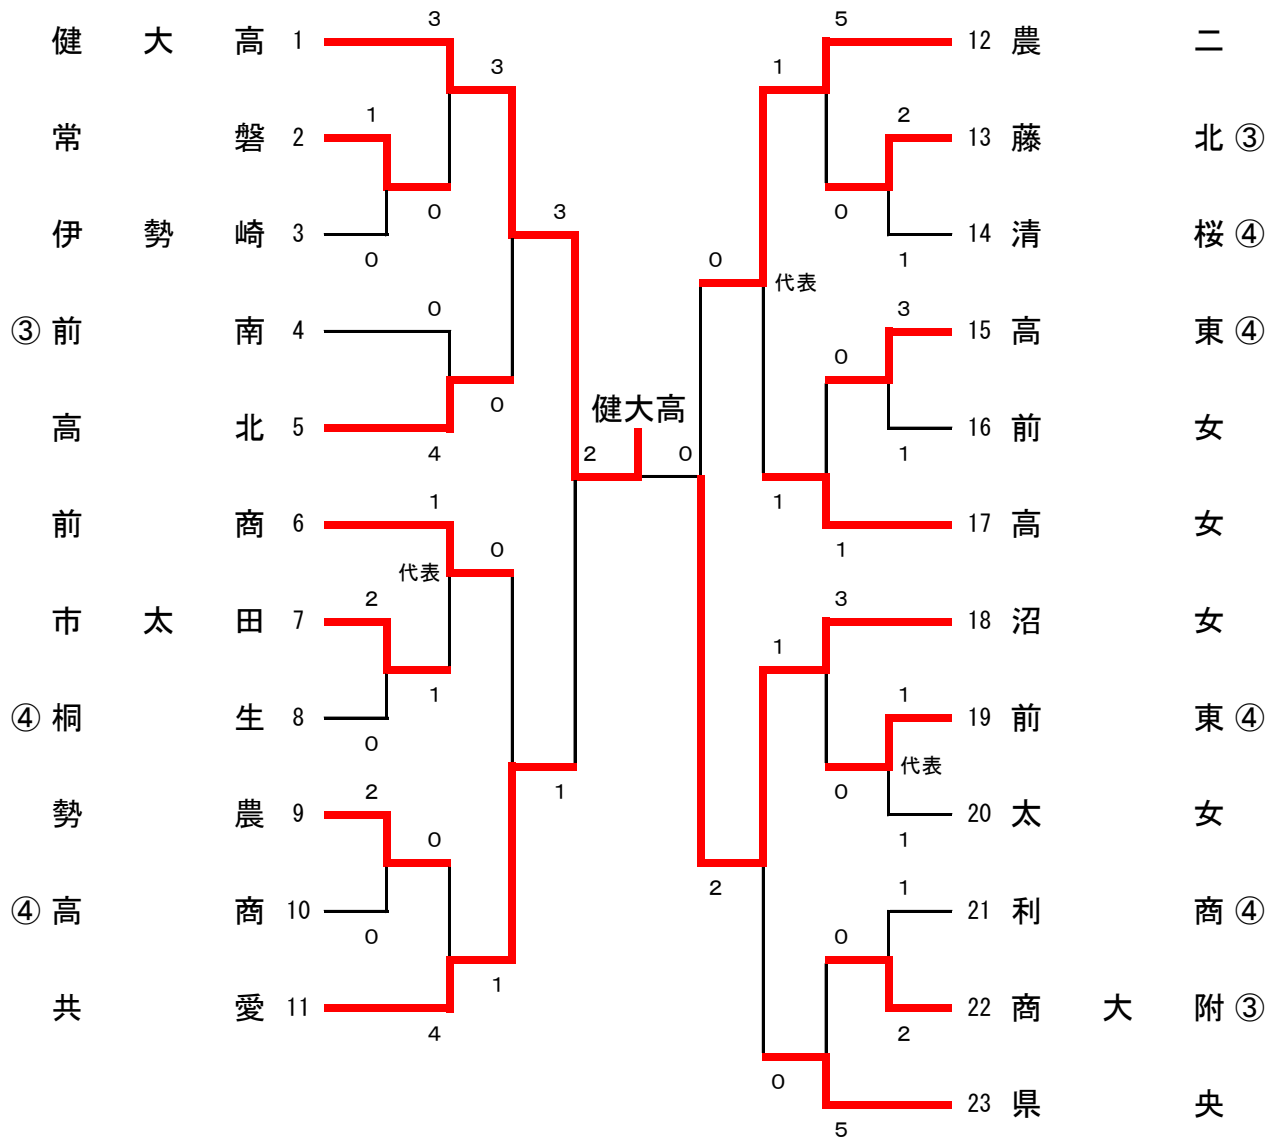 3
5
健大高 1
12 農二
3
1
1
2
常磐 2
13 藤北③
3
0
0
伊勢崎 3
14 清桜④
0
0
1
代表
0
3
③前南 4
15 高東④
0
0
健大高
高北 5
16 前女
4
2
0
1
1
1
前商 6
17 高女
0
1
代表
2
3
市太田 7
18 沼女
1
1
1
④桐生 8
19 前東④
0
代表
2
1
0
勢農 9
20 太女
0
1
2
1
④高商 10
21 利商④
0
0
1
共愛 11
22 商大附③
4
2
0
23 県央
5